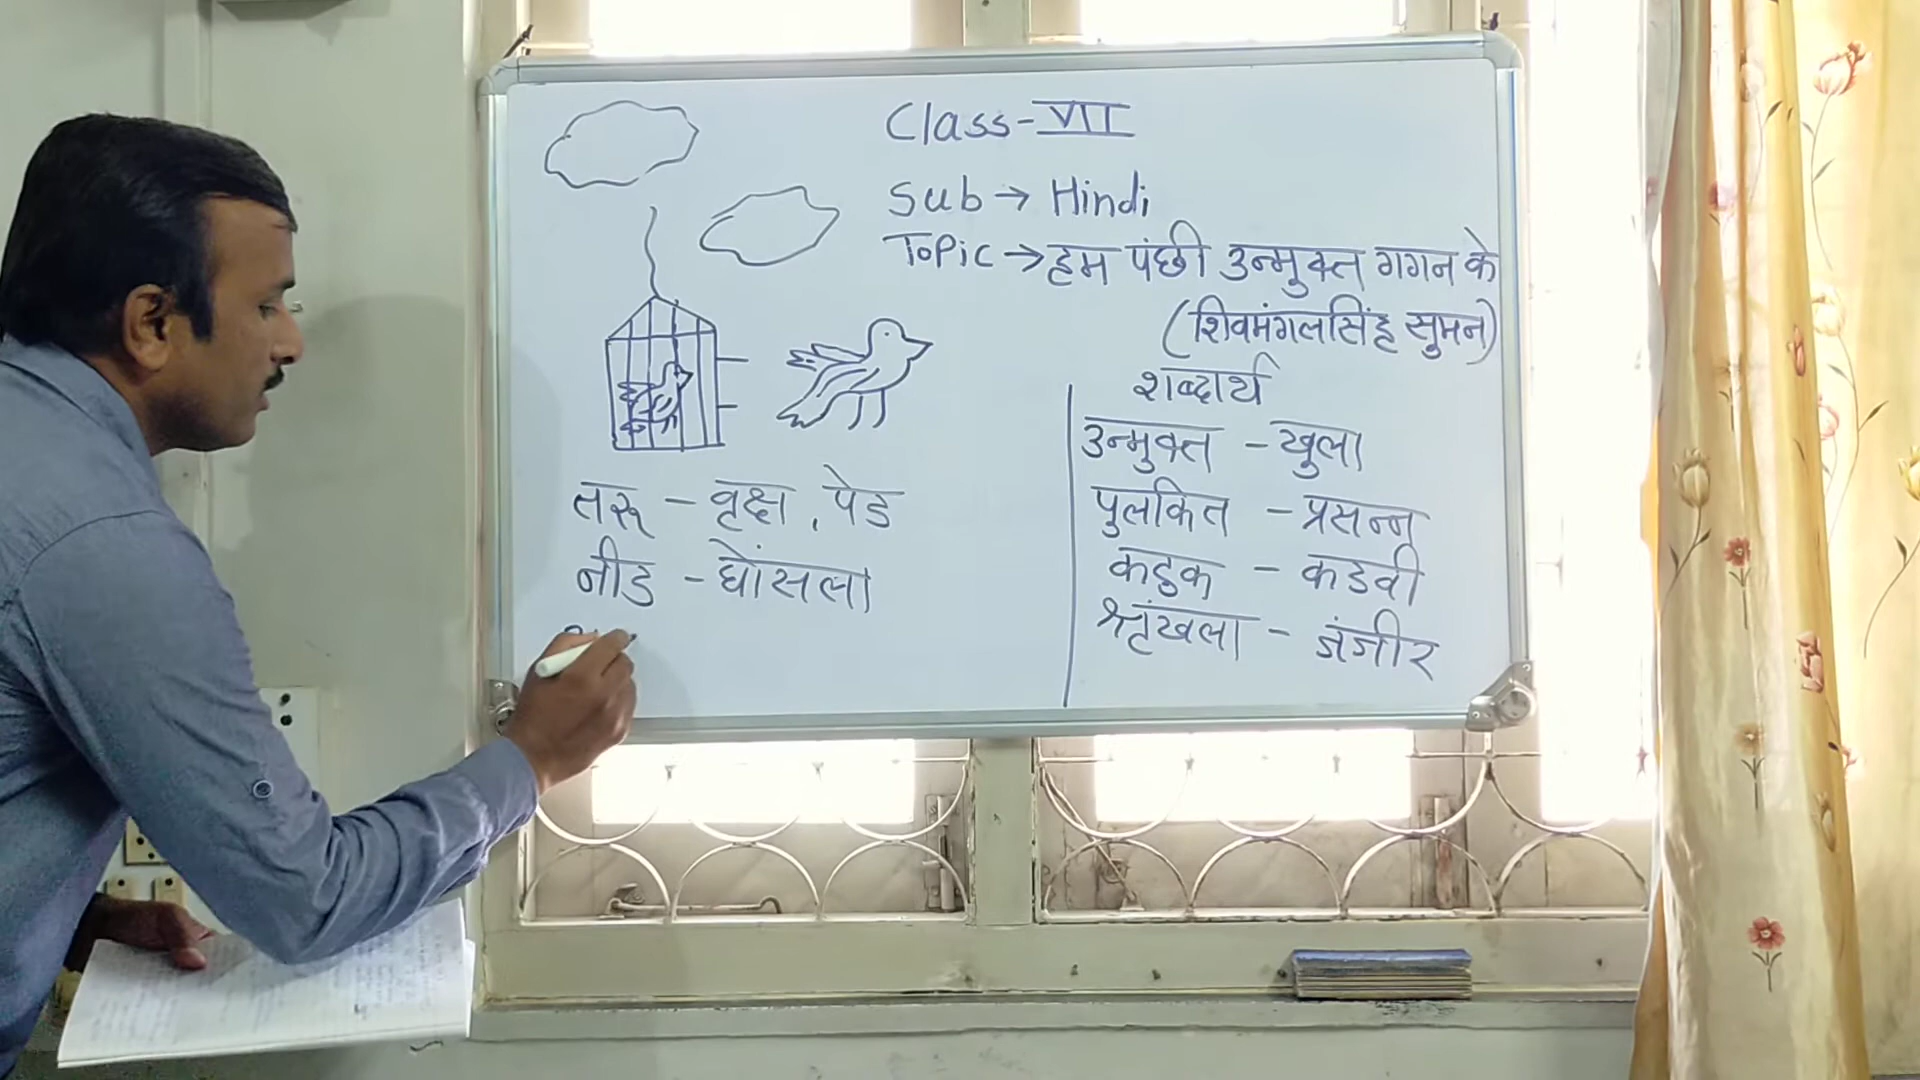 Class-VII
Sub → Hindi
Topic → हम पंछी उन्मुक्त गगन के
(शिवमंगलसिंह सुमन)
शब्दार्थ
उन्मुक्त - खुला
पुलकित - प्रसन्न
कडुक - कडवी
श्रृंखला - जंजीर
तरू - वृक्ष, पेड
नीड - घोंसला